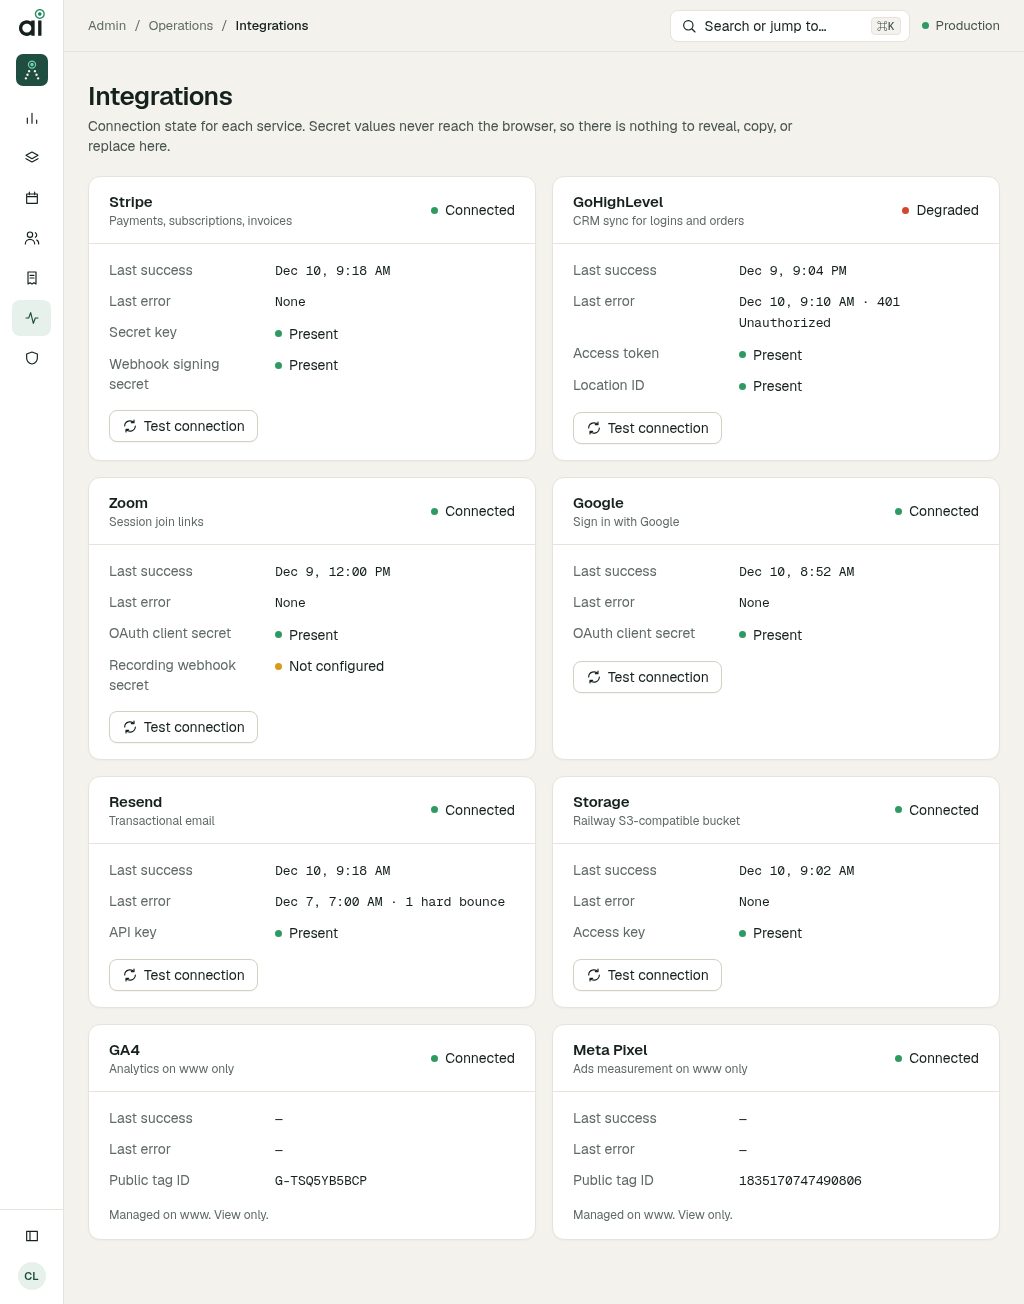 ai
Admin / Operations / Integrations
Search or jump to…
⌘K
Production
Integrations
Connection state for each service. Secret values never reach the browser, so there is nothing to reveal, copy, or
replace here.
Stripe
Payments, subscriptions, invoices
Connected
Last success
Dec 10, 9:18 AM
Last error
None
Secret key
Present
Webhook signing
secret
Present
Test connection
GoHighLevel
CRM sync for logins and orders
Degraded
Last success
Dec 9, 9:04 PM
Last error
Dec 10, 9:10 AM · 401
Unauthorized
Access token
Present
Location ID
Present
Test connection
Zoom
Session join links
Connected
Last success
Dec 9, 12:00 PM
Last error
None
OAuth client secret
Present
Recording webhook
secret
Not configured
Test connection
Google
Sign in with Google
Connected
Last success
Dec 10, 8:52 AM
Last error
None
OAuth client secret
Present
Test connection
Resend
Transactional email
Connected
Last success
Dec 10, 9:18 AM
Last error
Dec 7, 7:00 AM · 1 hard bounce
API key
Present
Test connection
Storage
Railway S3-compatible bucket
Connected
Last success
Dec 10, 9:02 AM
Last error
None
Access key
Present
Test connection
GA4
Analytics on www only
Connected
Last success
—
Last error
—
Public tag ID
G-TSQ5YB5BCP
Managed on www. View only.
Meta Pixel
Ads measurement on www only
Connected
Last success
—
Last error
—
Public tag ID
1835170747490806
Managed on www. View only.
CL